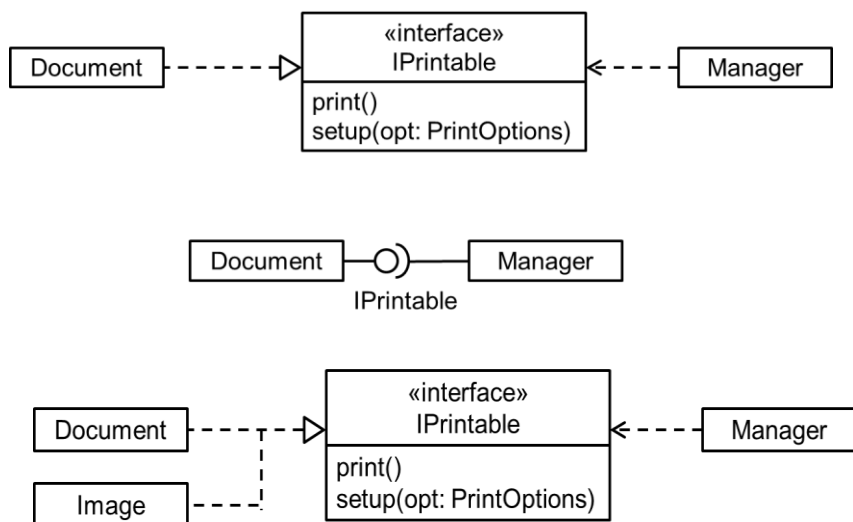 «interface»
IPrintable
Document
Manager
print()
setup(opt: PrintOptions)
Document
Manager
IPrintable
«interface»
IPrintable
Document
Manager
print()
setup(opt: PrintOptions)
Image